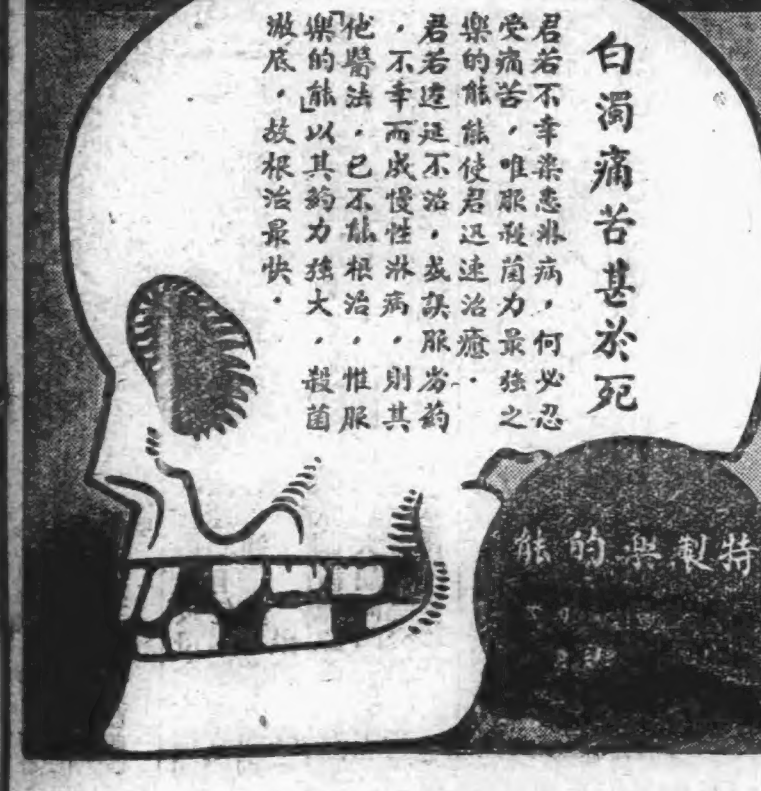 白濁痛苦甚於死
君若不幸染患淋病，何必忍
受痛苦，唯服殺菌力最強之
樂的能能使君迅速治癒．
君若遲延不治．或誤服劣葯
，不幸而成慢性淋病，則其
他醫法，已不能根治．惟服
「樂的能」以其葯力強大．殺菌
澈底．故根治最快．
能的樂製特